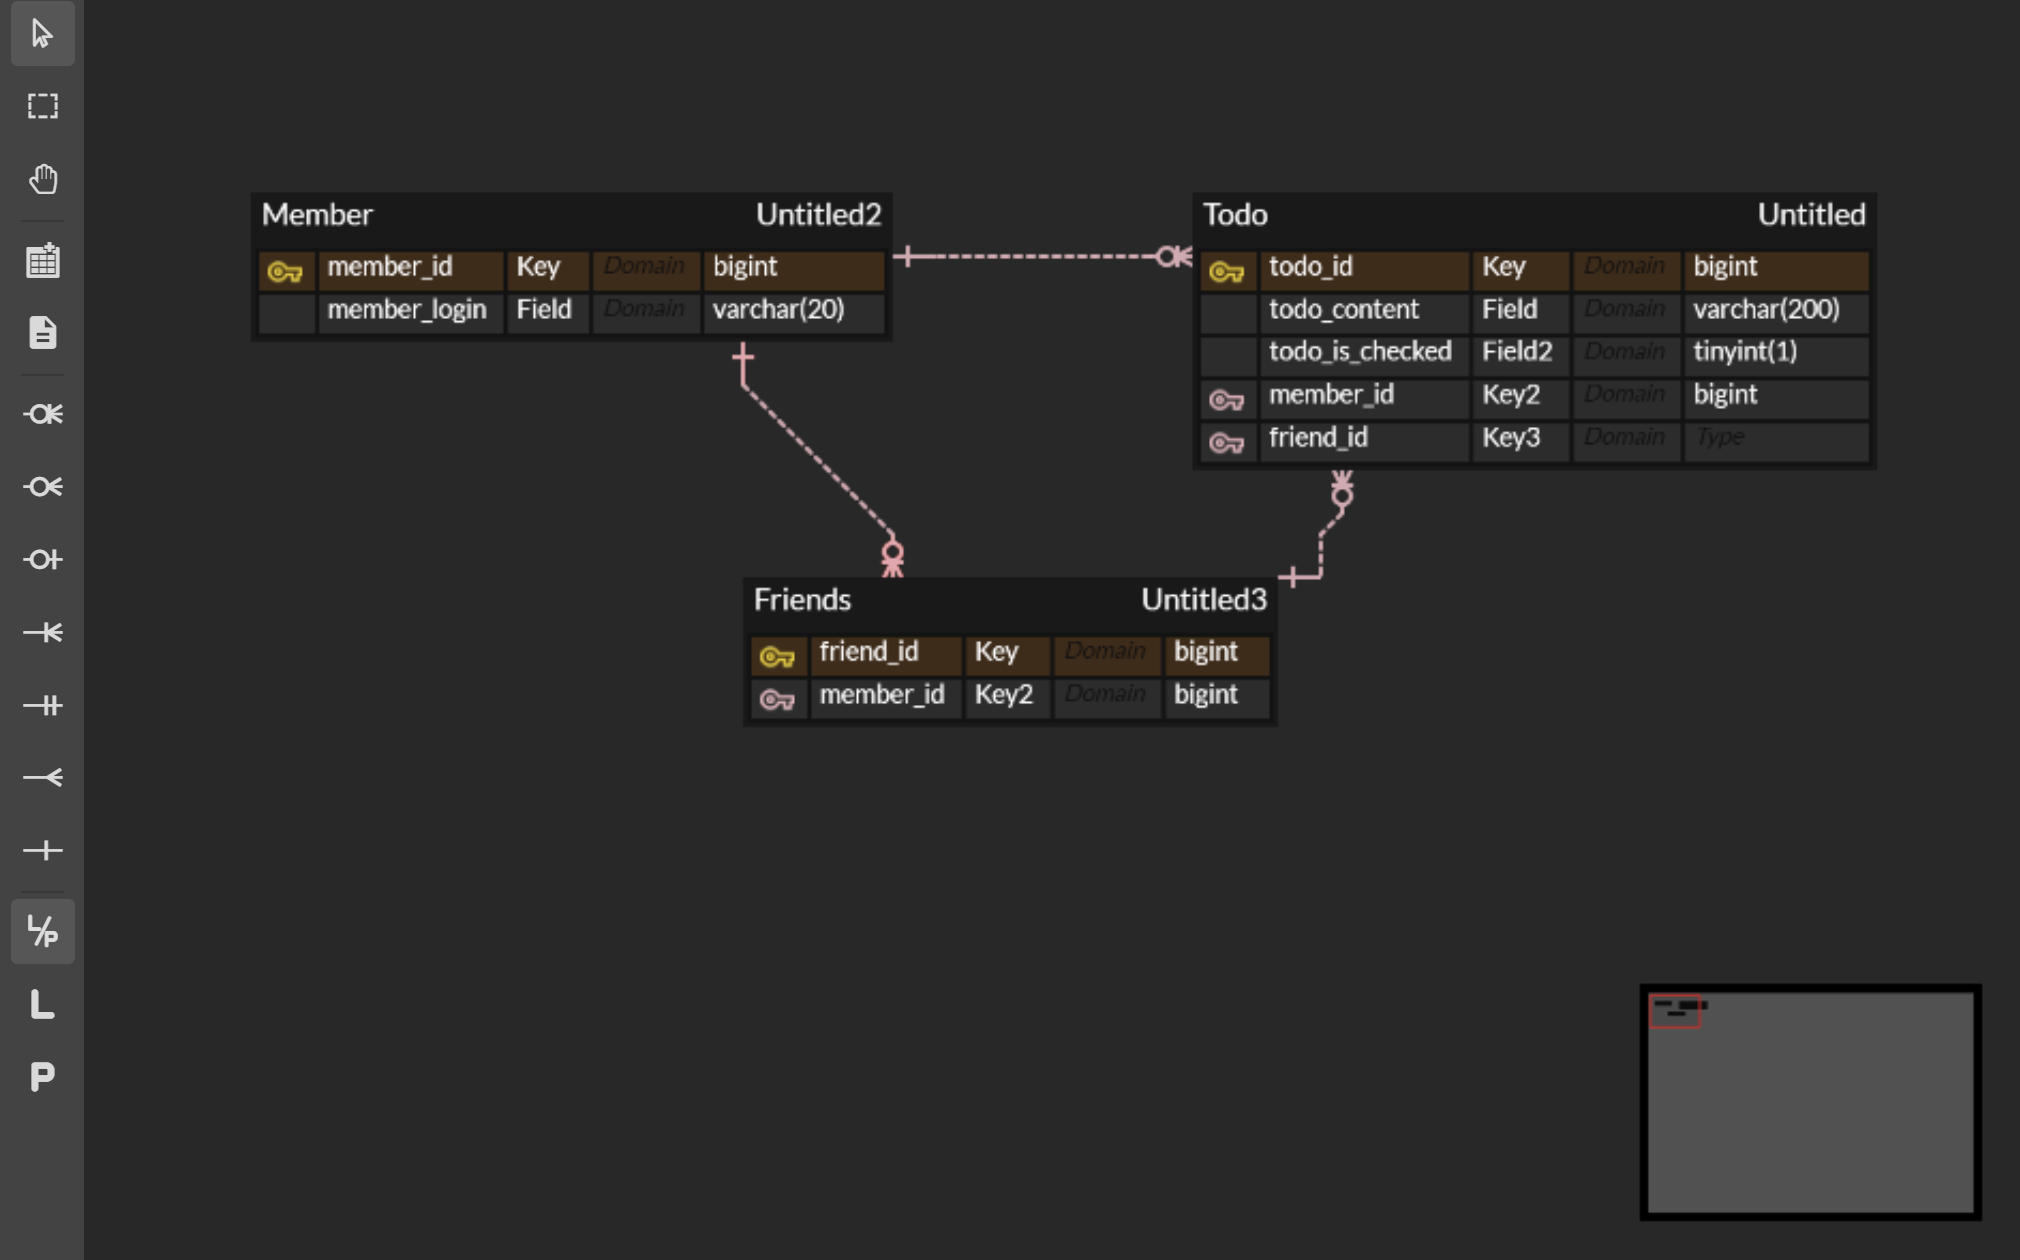 Member Untitled2
member_id Key Domain bigint
member_login Field Domain varchar(20)
Todo Untitled
todo_id Key Domain bigint
todo_content Field Domain varchar(200)
todo_is_checked Field2 Domain tinyint(1)
member_id Key2 Domain bigint
friend_id Key3 Domain Type
Friends Untitled3
friend_id Key Domain bigint
member_id Key2 Domain bigint
L/P
L
P